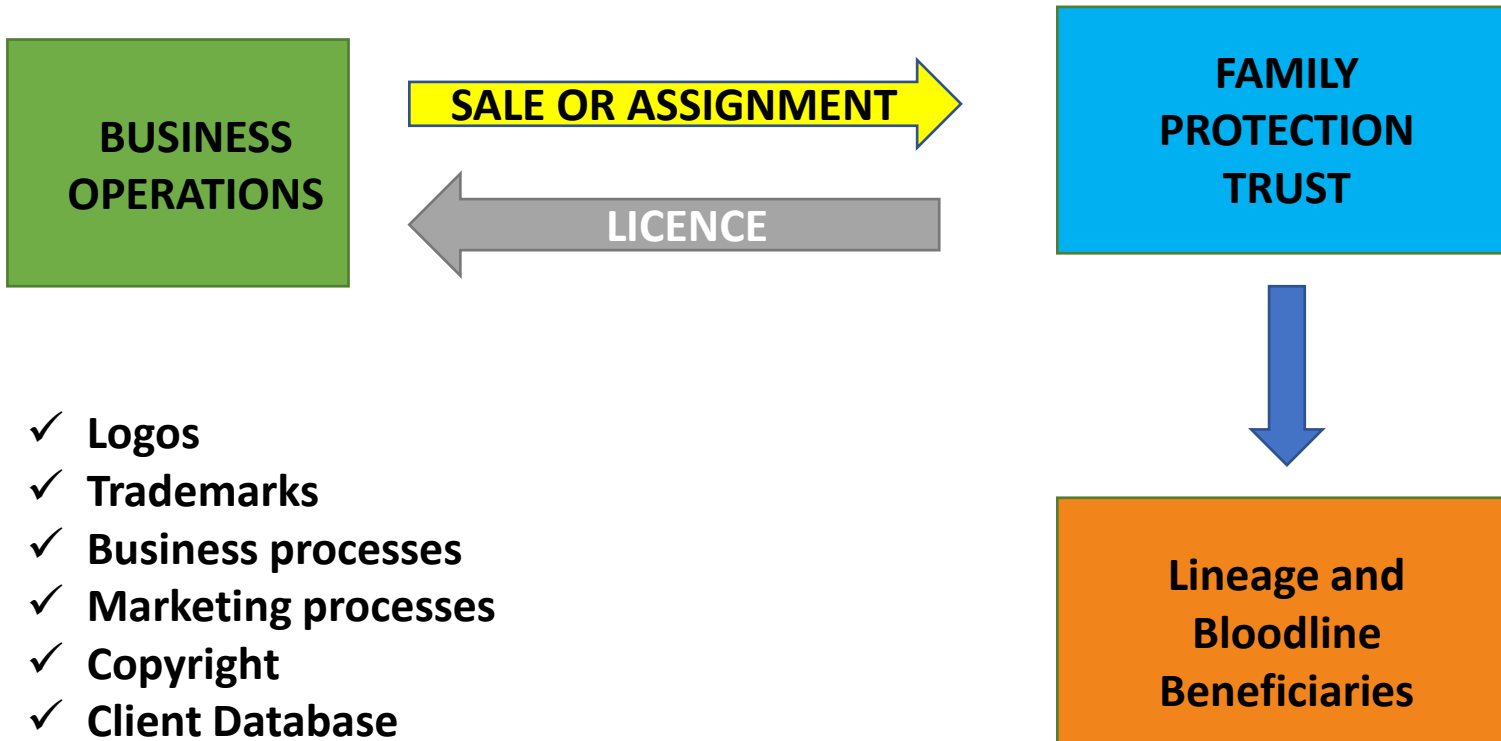 BUSINESS
OPERATIONS
SALE OR ASSIGNMENT
LICENCE
FAMILY
PROTECTION
TRUST
✓ Logos
✓ Trademarks
✓ Business processes
✓ Marketing processes
✓ Copyright
✓ Client Database
Lineage and
Bloodline
Beneficiaries